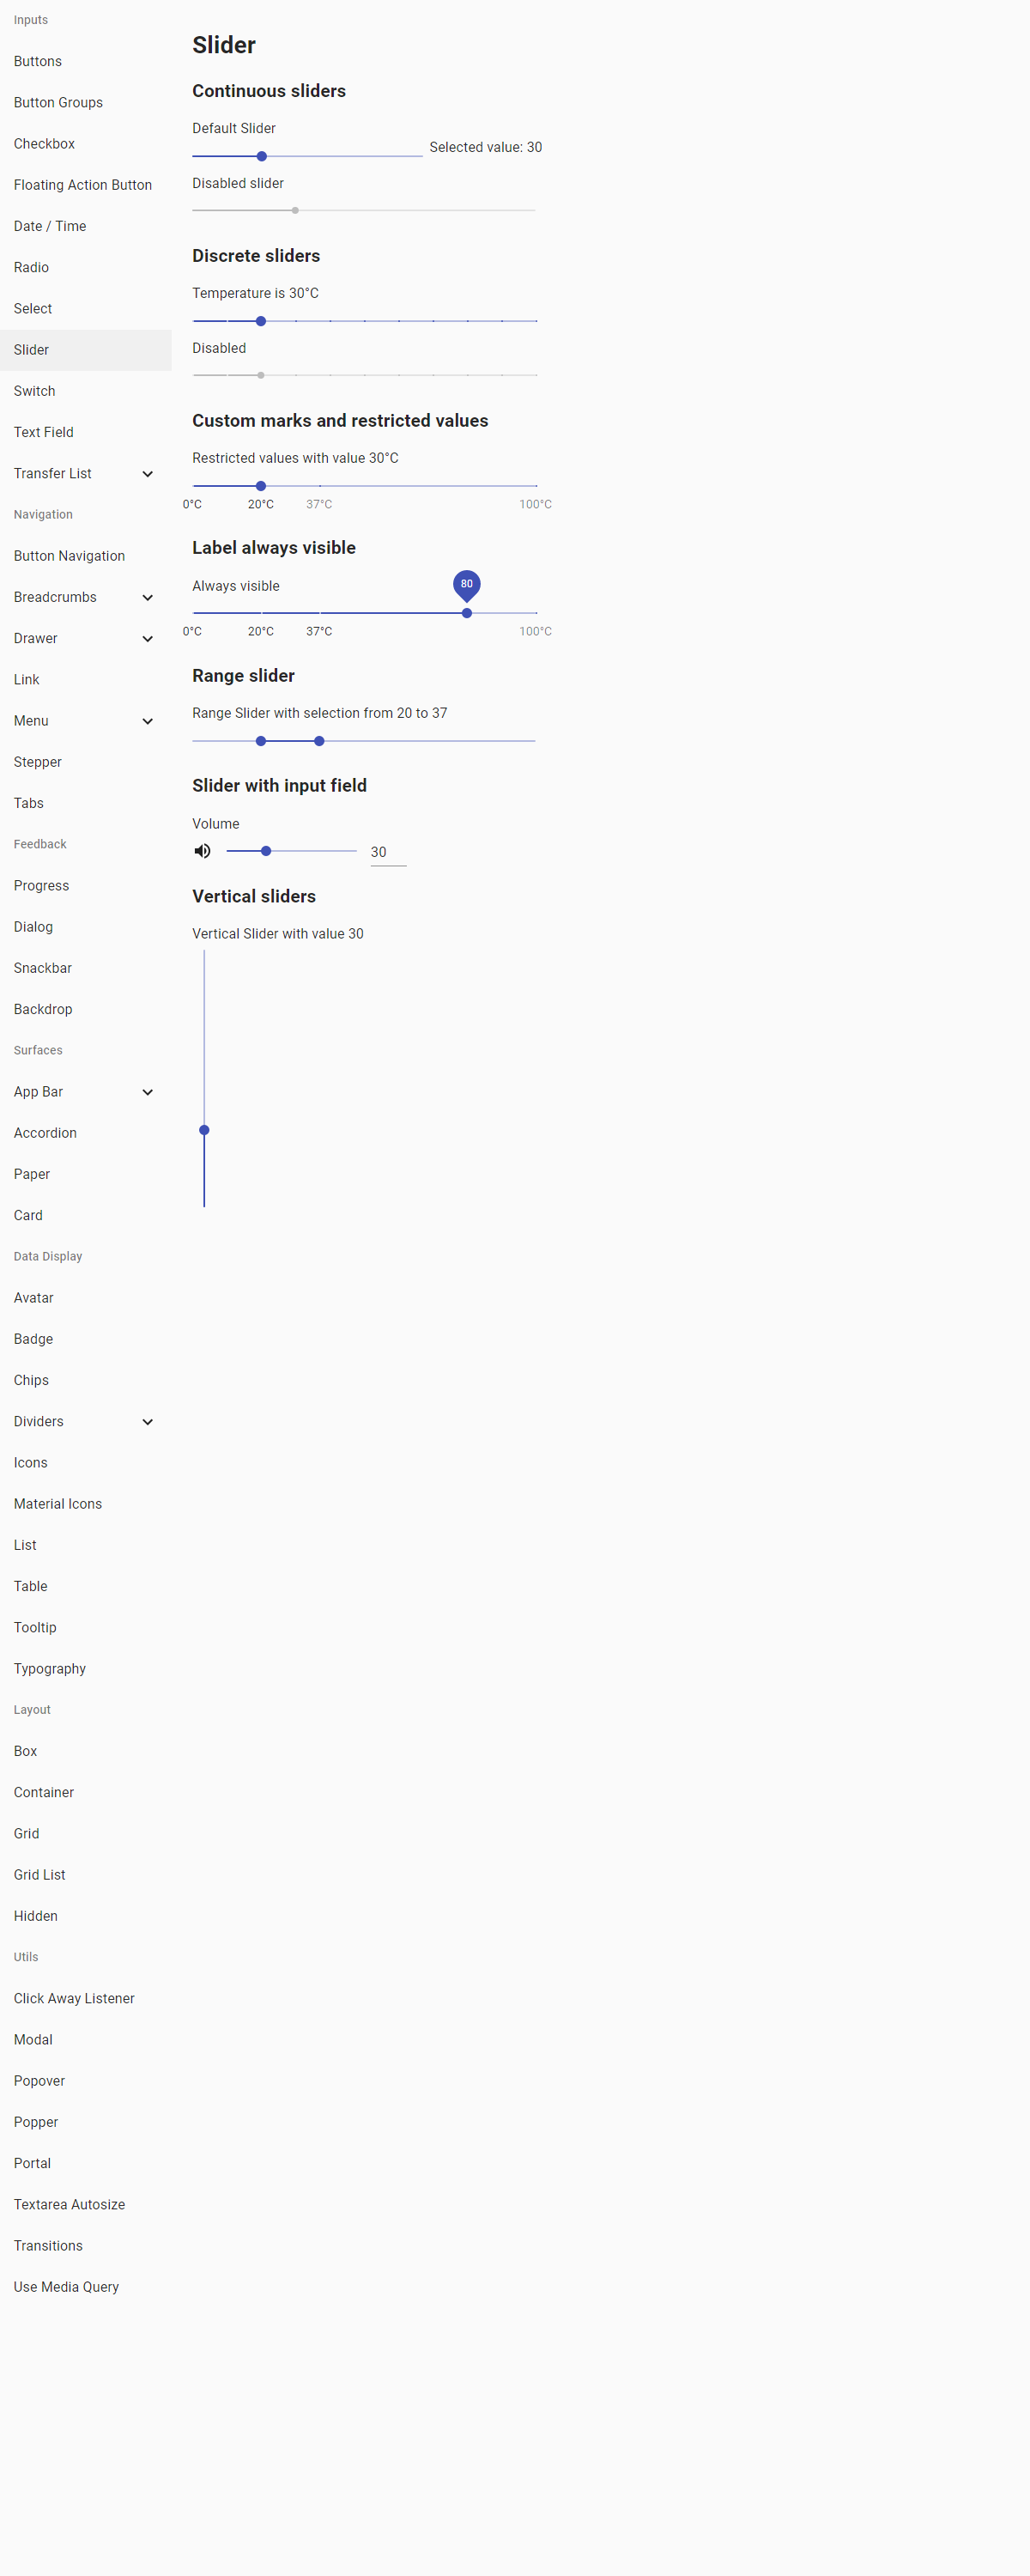 Inputs
Buttons
Button Groups
Checkbox
Floating Action Button
Date / Time
Radio
Select
Slider
Switch
Text Field
Transfer List
Navigation
Button Navigation
Breadcrumbs
Drawer
Link
Menu
Stepper
Tabs
Feedback
Progress
Dialog
Snackbar
Backdrop
Surfaces
App Bar
Accordion
Paper
Card
Data Display
Avatar
Badge
Chips
Dividers
Icons
Material Icons
List
Table
Tooltip
Typography
Layout
Box
Container
Grid
Grid List
Hidden
Utils
Click Away Listener
Modal
Popover
Popper
Portal
Textarea Autosize
Transitions
Use Media Query
Slider
Continuous sliders
Default Slider
Selected value: 30
Disabled slider
Discrete sliders
Temperature is 30°C
Disabled
Custom marks and restricted values
Restricted values with value 30°C
0°C 20°C 37°C 100°C
Label always visible
Always visible
80
0°C 20°C 37°C 100°C
Range slider
Range Slider with selection from 20 to 37
Slider with input field
Volume
30
Vertical sliders
Vertical Slider with value 30